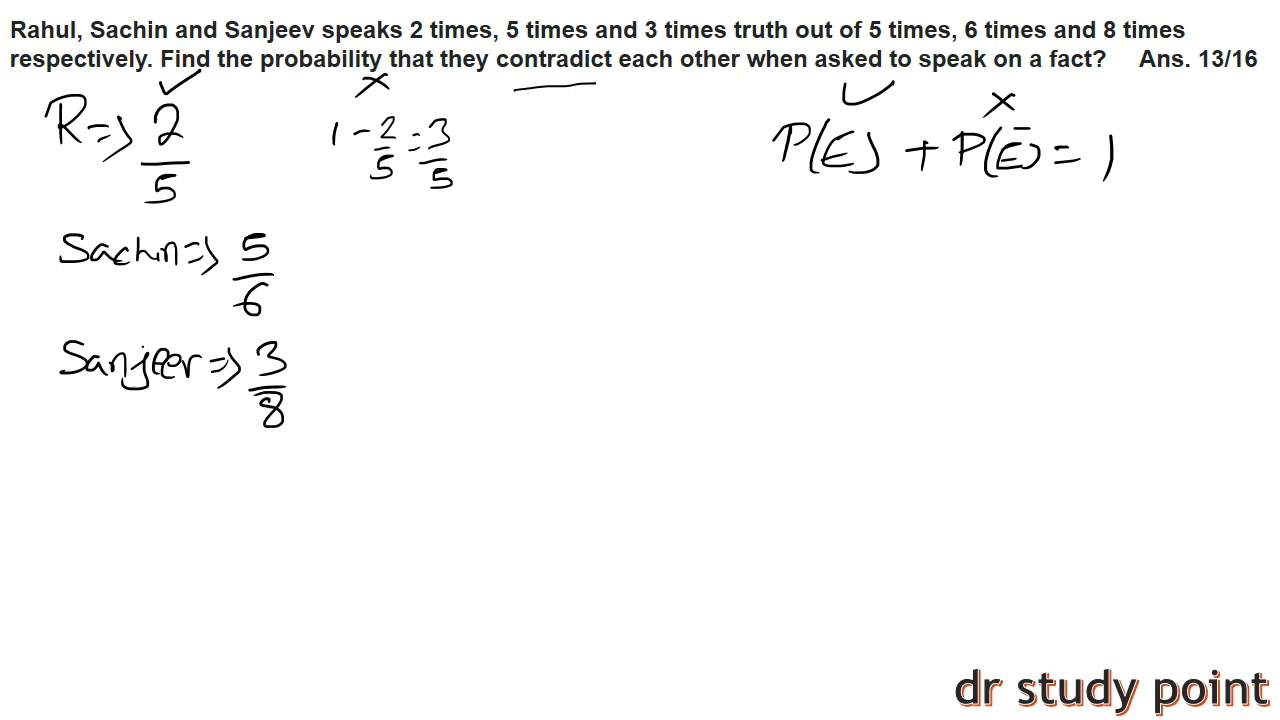 Rahul, Sachin and Sanjeev speaks 2 times, 5 times and 3 times truth out of 5 times, 6 times and 8 times
respectively. Find the probability that they contradict each other when asked to speak on a fact? Ans. 13/16
✓ × ✓ ×
R => 2/5 1 - 2/5 = 3/5 P(E) + P(Ē) = 1
Sachin => 5/6
Sanjeev => 3/8
dr study point